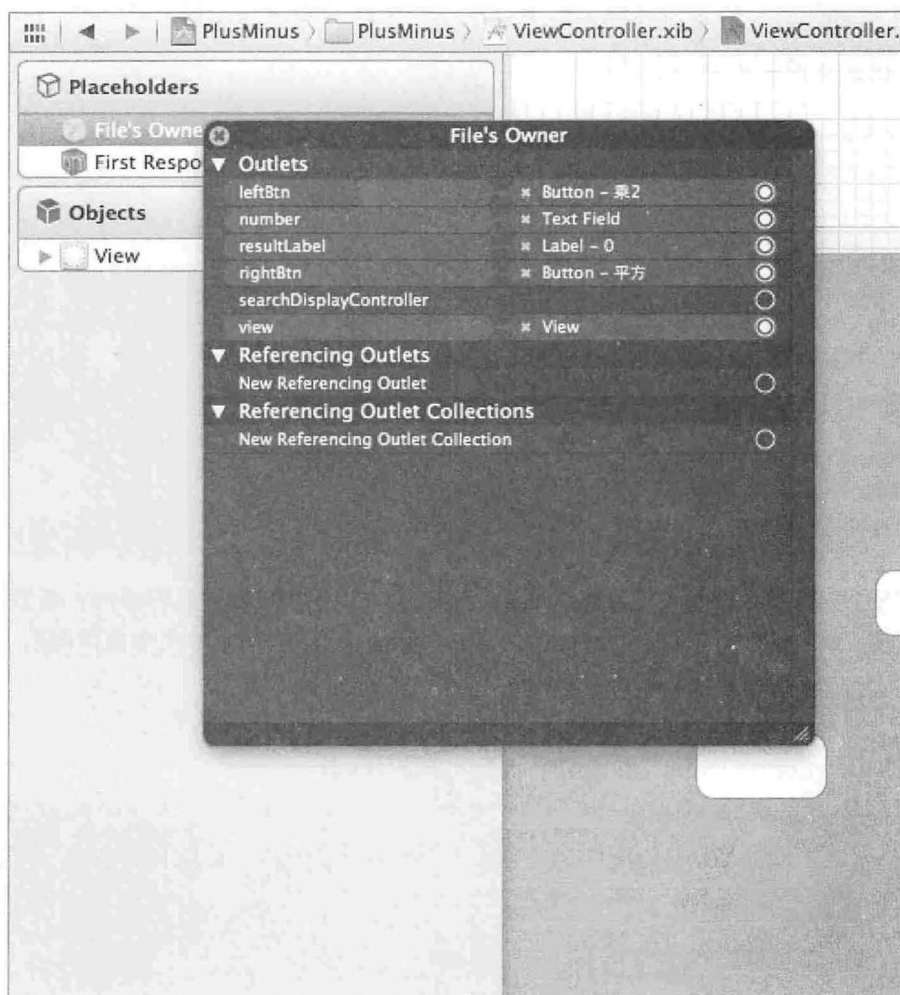 PlusMinus 〉 PlusMinus 〉 ViewController.xib 〉 ViewController.
Placeholders
File's Owne
First Respo
Objects
View
File's Owner
Outlets
leftBtn Button – 乘2
number Text Field
resultLabel Label – 0
rightBtn Button – 平方
searchDisplayController
view View
Referencing Outlets
New Referencing Outlet
Referencing Outlet Collections
New Referencing Outlet Collection